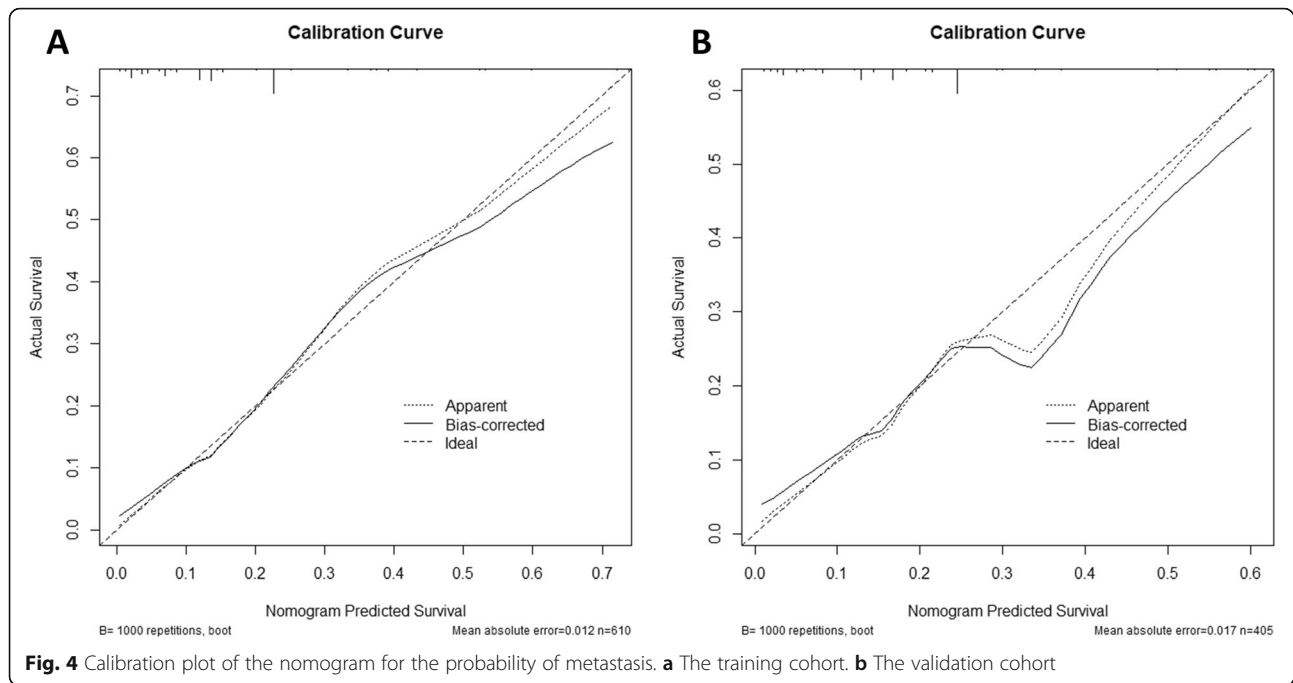 A
Calibration Curve
Actual Survival
0.0 0.1 0.2 0.3 0.4 0.5 0.6 0.7
Apparent
Bias-corrected
Ideal
0.0 0.1 0.2 0.3 0.4 0.5 0.6 0.7
Nomogram Predicted Survival
B= 1000 repetitions, boot
Mean absolute error=0.012 n=610
B
Calibration Curve
Actual Survival
0.0 0.1 0.2 0.3 0.4 0.5 0.6
Apparent
Bias-corrected
Ideal
0.0 0.1 0.2 0.3 0.4 0.5 0.6
Nomogram Predicted Survival
B= 1000 repetitions, boot
Mean absolute error=0.017 n=405
Fig. 4 Calibration plot of the nomogram for the probability of metastasis. a The training cohort. b The validation cohort